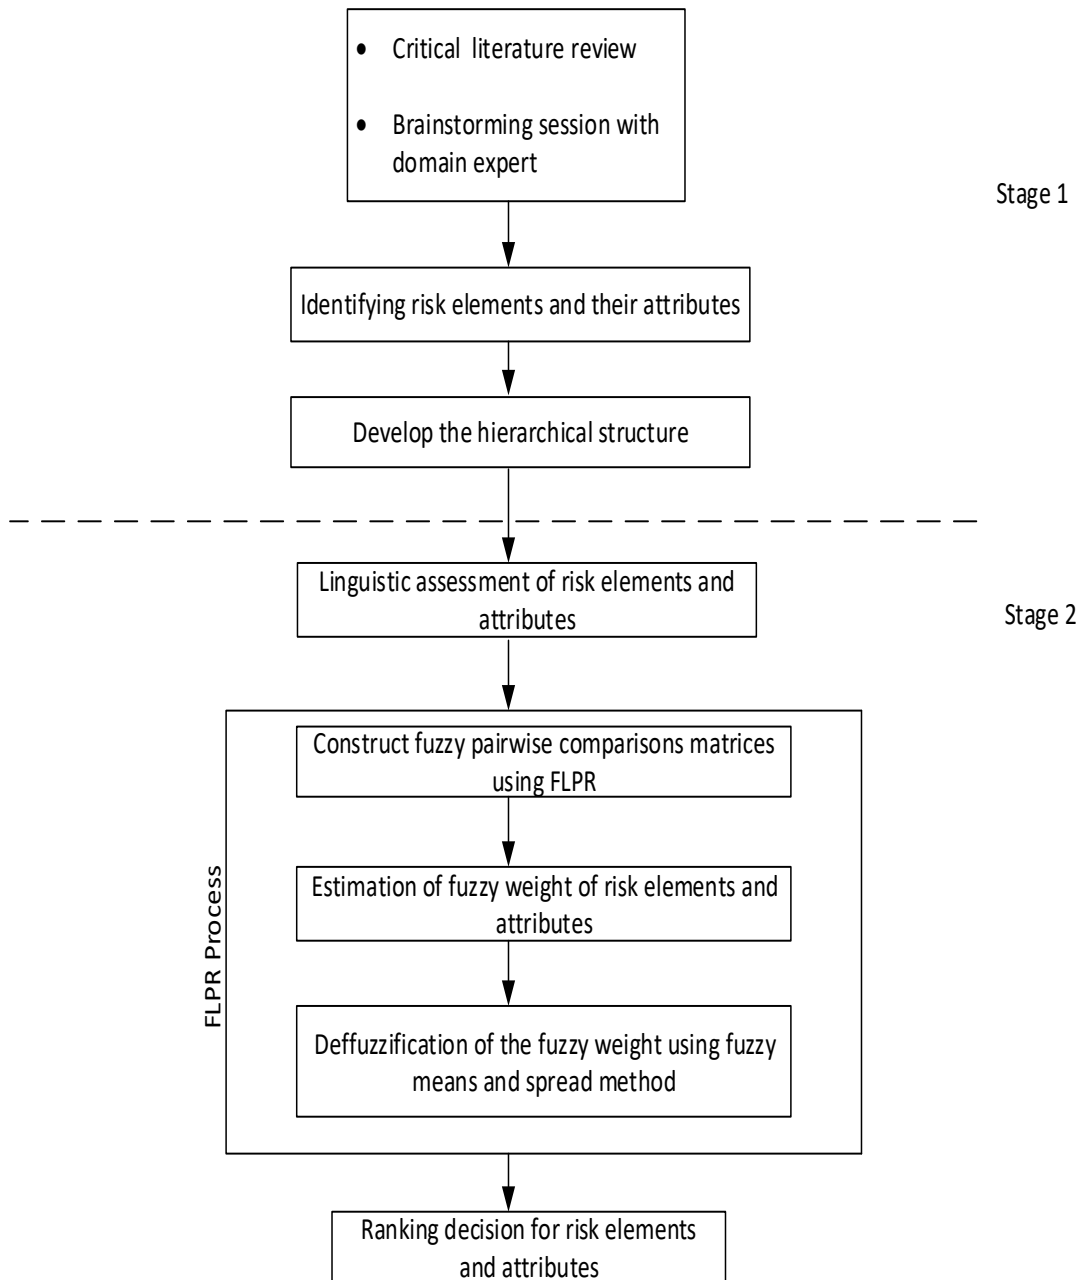 • Critical literature review
• Brainstorming session with
domain expert
Stage 1
Identifying risk elements and their attributes
Develop the hierarchical structure
Linguistic assessment of risk elements and
attributes
Stage 2
FLPR Process
Construct fuzzy pairwise comparisons matrices
using FLPR
Estimation of fuzzy weight of risk elements and
attributes
Deffuzzification of the fuzzy weight using fuzzy
means and spread method
Ranking decision for risk elements
and attributes